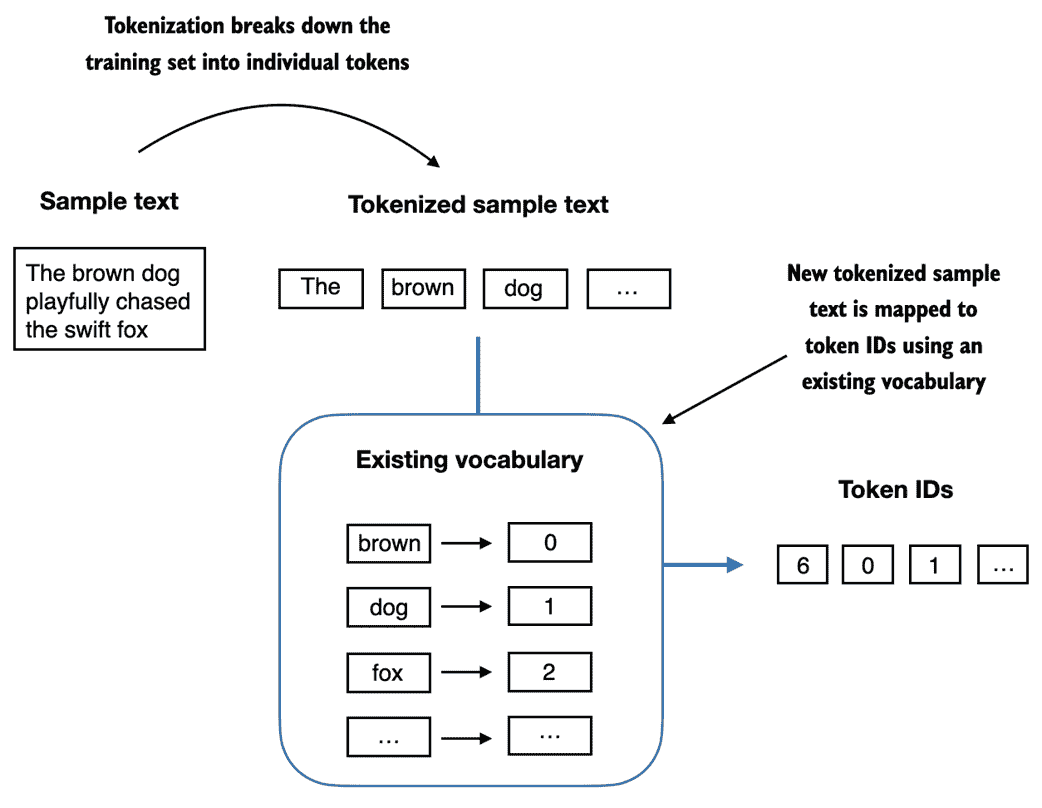 Tokenization breaks down the
training set into individual tokens
Sample text
Tokenized sample text
The brown dog
playfully chased
the swift fox
The brown dog ...
New tokenized sample
text is mapped to
token IDs using an
existing vocabulary
Existing vocabulary
brown 0
dog 1
fox 2
... ...
Token IDs
6 0 1 ...